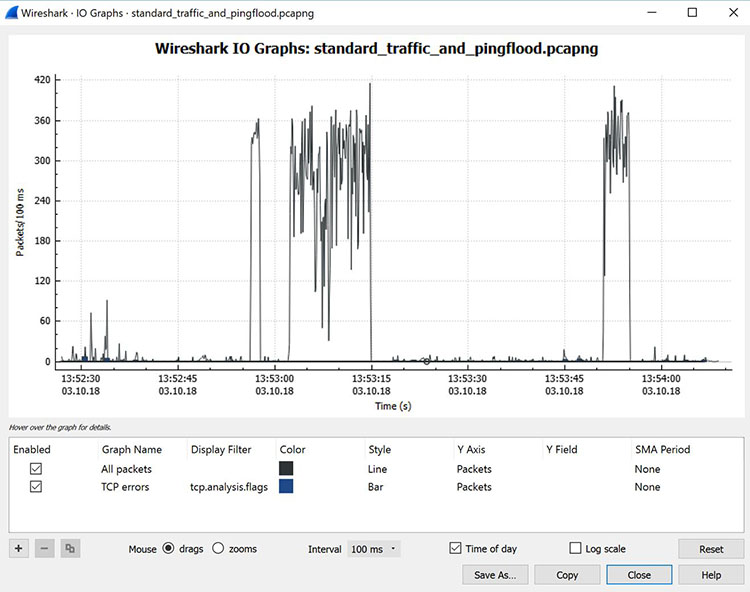 Wireshark · IO Graphs · standard_traffic_and_pingflood.pcapng
Wireshark IO Graphs: standard_traffic_and_pingflood.pcapng
Packets/100 ms
420
360
300
240
180
120
60
0
13:52:30 13:52:45 13:53:00 13:53:15 13:53:30 13:53:45 13:54:00
03.10.18 03.10.18 03.10.18 03.10.18 03.10.18 03.10.18 03.10.18
Time (s)
Hover over the graph for details.
Enabled Graph Name Display Filter Color Style Y Axis Y Field SMA Period
All packets Line Packets None
TCP errors tcp.analysis.flags Bar Packets None
Mouse drags zooms Interval 100 ms Time of day Log scale Reset
Save As... Copy Close Help